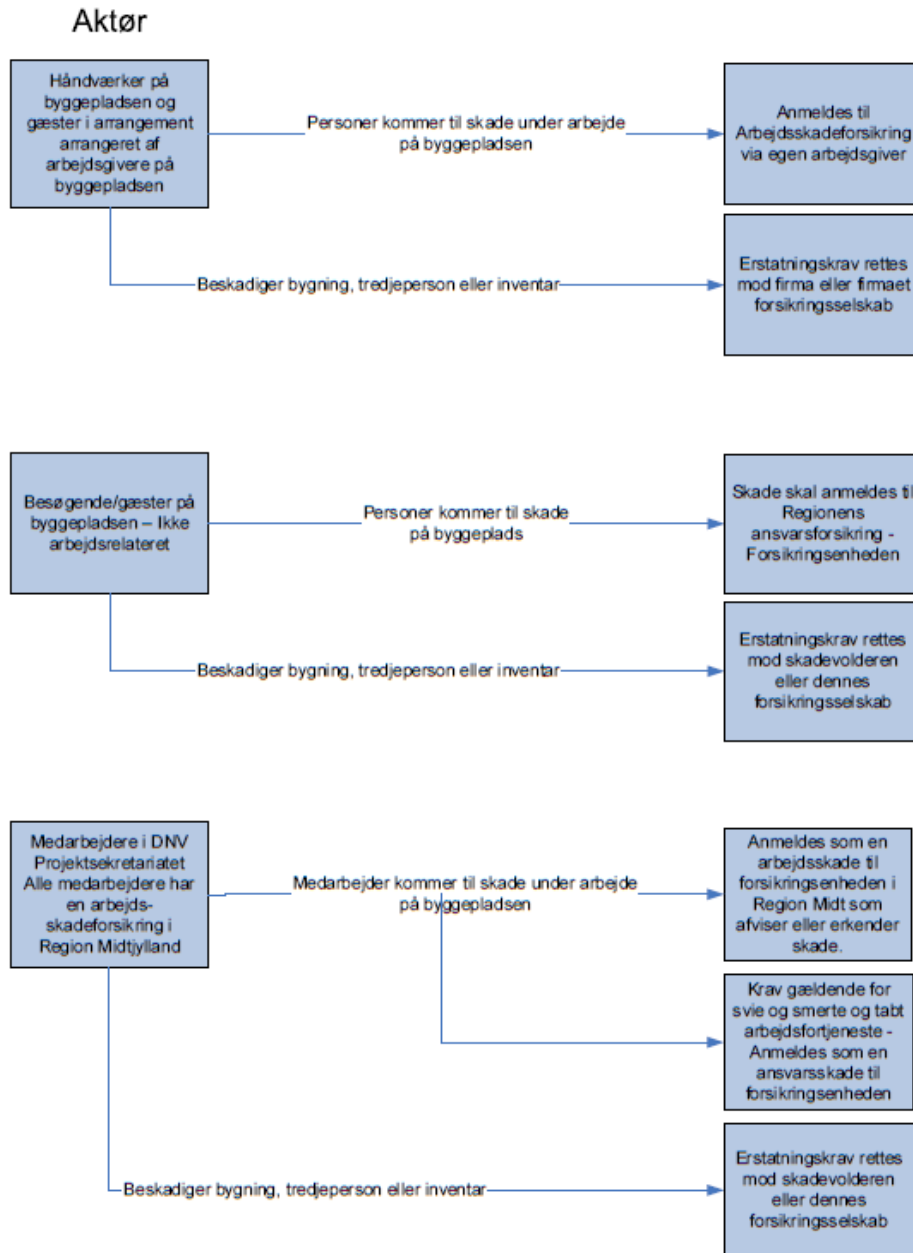 Aktør
Håndværker på
byggepladsen og
gæster i arrangement
arrangeret af
arbejdsgivere på
byggepladsen
Personer kommer til skade under arbejde
på byggepladsen
Anmeldes til
Arbejdsskadeforsikring
via egen arbejdsgiver
Beskadiger bygning, tredjeperson eller inventar
Erstatningskrav rettes
mod firma eller firmaet
forsikringsselskab
Besøgende/gæster på
byggepladsen – Ikke
arbejdsrelateret
Personer kommer til skade
på byggeplads
Skade skal anmeldes til
Regionens
ansvarsforsikring -
Forsikringsenheden
Beskadiger bygning, tredjeperson eller inventar
Erstatningskrav rettes
mod skadevolderen
eller dennes
forsikringsselskab
Medarbejdere i DNV
Projektsekretariatet
Alle medarbejdere har
en arbejds-
skadeforsikring i
Region Midtjylland
Medarbejder kommer til skade under arbejde
på byggepladsen
Anmeldes som en
arbejdsskade til
forsikringsenheden i
Region Midt som
afviser eller erkender
skade.
Krav gældende for
svie og smerte og tabt
arbejdsfortjeneste -
Anmeldes som en
ansvarsskade til
forsikringsenheden
Beskadiger bygning, tredjeperson eller inventar
Erstatningskrav rettes
mod skadevolderen
eller dennes
forsikringsselskab